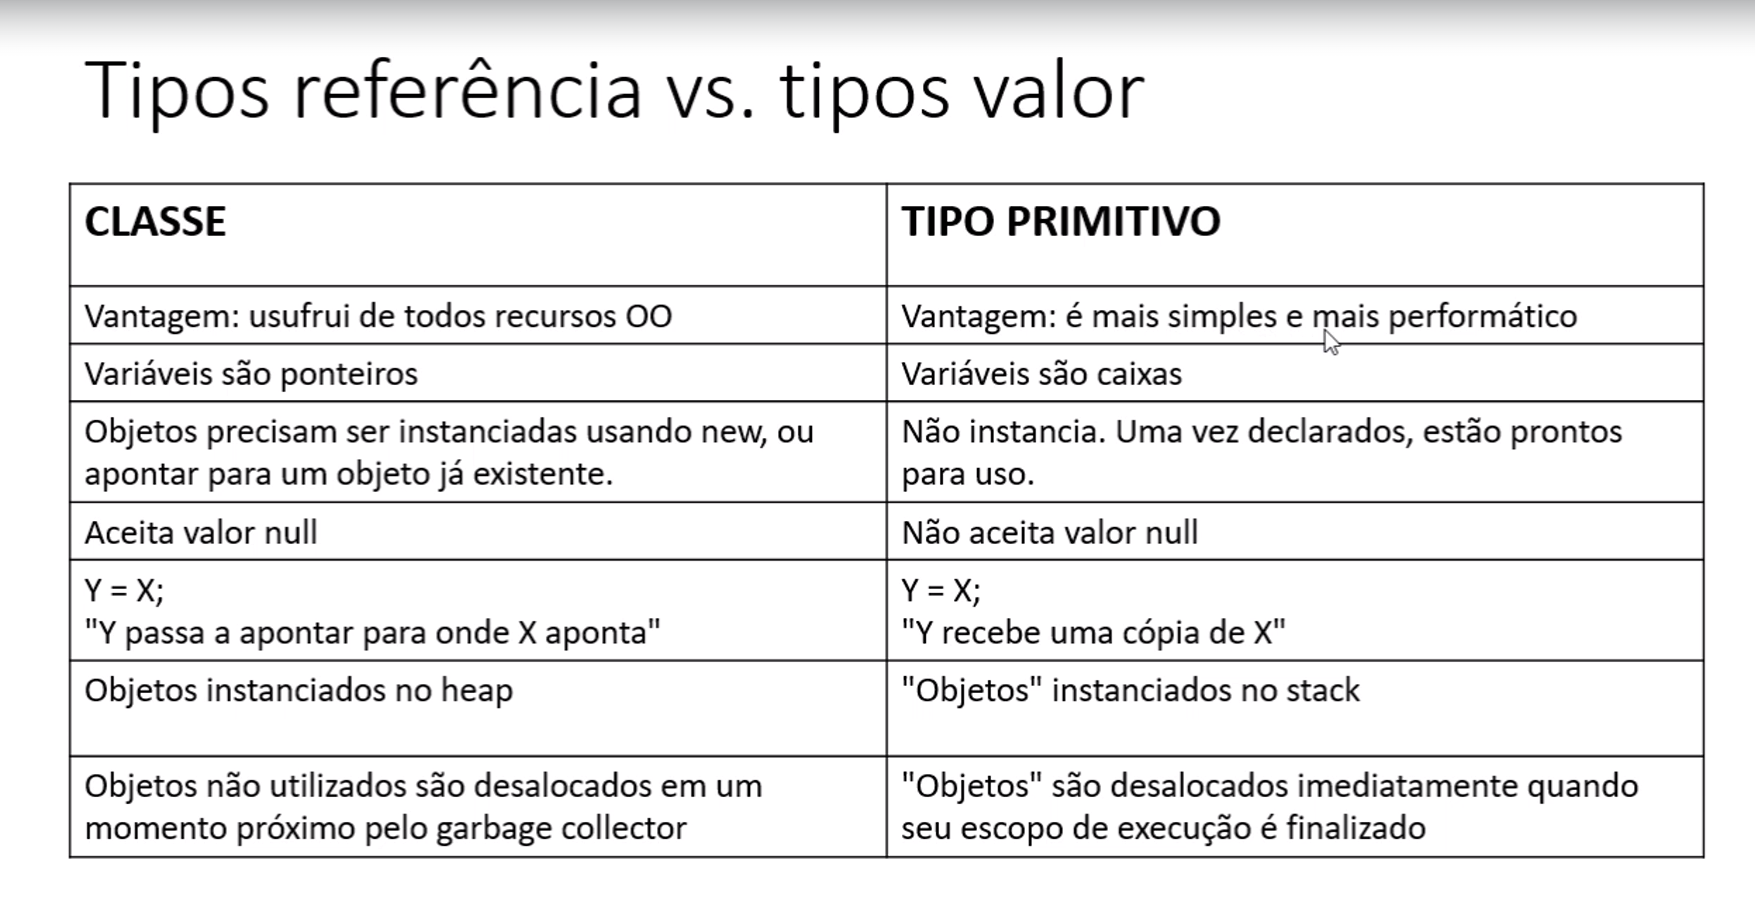 Tipos referência vs. tipos valor
CLASSE
TIPO PRIMITIVO
Vantagem: usufrui de todos recursos OO
Vantagem: é mais simples e mais performático
Variáveis são ponteiros
Variáveis são caixas
Objetos precisam ser instanciadas usando new, ou
apontar para um objeto já existente.
Não instancia. Uma vez declarados, estão prontos
para uso.
Aceita valor null
Não aceita valor null
Y = X;
"Y passa a apontar para onde X aponta"
Y = X;
"Y recebe uma cópia de X"
Objetos instanciados no heap
"Objetos" instanciados no stack
Objetos não utilizados são desalocados em um
momento próximo pelo garbage collector
"Objetos" são desalocados imediatamente quando
seu escopo de execução é finalizado